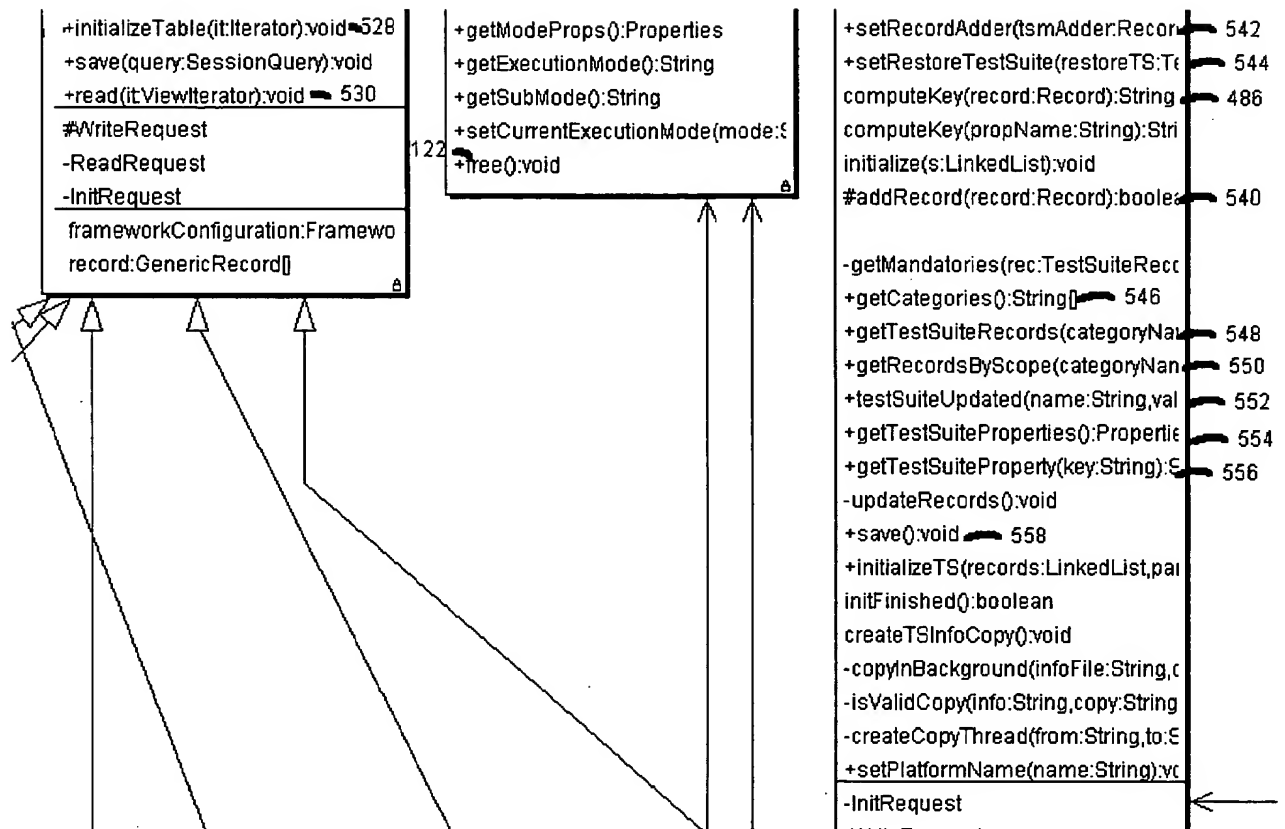 +initializeTable(it:Iterator):void 528
+save(query:SessionQuery):void
+read(it:ViewIterator):void 530
#WriteRequest
-ReadRequest
-InitRequest
frameworkConfiguration:Framewo
record:GenericRecord[]
+getModeProps():Properties
+getExecutionMode():String
+getSubMode():String
+setCurrentExecutionMode(mode:S
122 +free():void
+setRecordAdder(tsmAdder:Recor 542
+setRestoreTestSuite(restoreTS:Te 544
computeKey(record:Record):String 486
computeKey(propName:String):Stri
initialize(s:LinkedList):void
#addRecord(record:Record):boolea 540
-getMandatories(rec:TestSuiteRecc
+getCategories():String[] 546
+getTestSuiteRecords(categoryNar 548
+getRecordsByScope(categoryNan 550
+testSuiteUpdated(name:String,val 552
+getTestSuiteProperties():Propertie 554
+getTestSuiteProperty(key:String):S 556
-updateRecords():void
+save():void 558
+initializeTS(records:LinkedList,par
initFinished():boolean
createTSInfoCopy():void
-copyInBackground(infoFile:String,c
-isValidCopy(info:String,copy:String
-createCopyThread(from:String,to:S
+setPlatformName(name:String):vc
-InitRequest